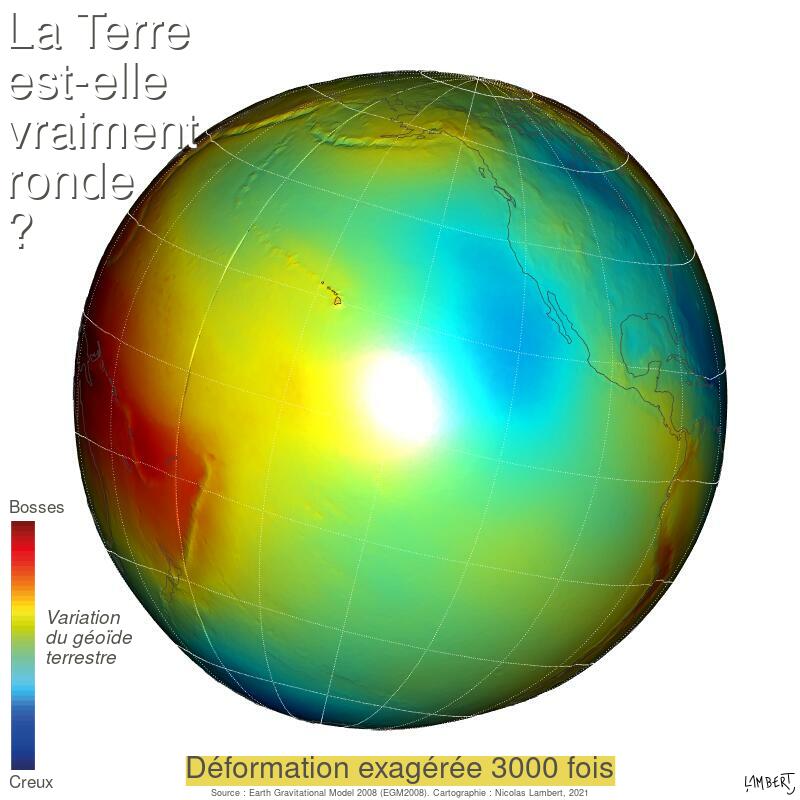 La Terre
est-elle
vraiment
ronde
?
Bosses
Variation
du géoïde
terrestre
Creux
Déformation exagérée 3000 fois
Source : Earth Gravitational Model 2008 (EGM2008). Cartographie : Nicolas Lambert, 2021
LAMBERT